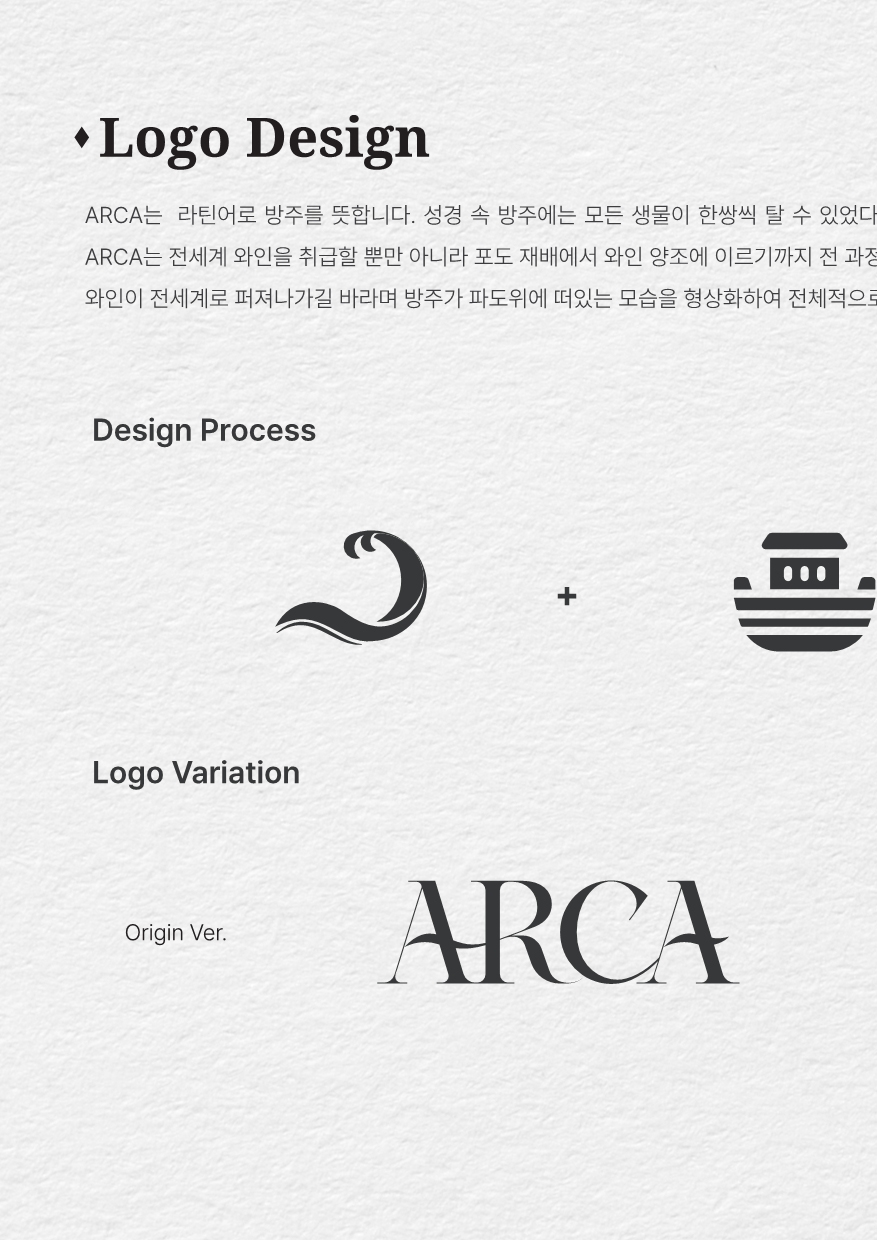 Logo Design
ARCA는 라틴어로 방주를 뜻합니다. 성경 속 방주에는 모든 생물이 한쌍씩 탈 수 있었다
ARCA는 전세계 와인을 취급할 뿐만 아니라 포도 재배에서 와인 양조에 이르기까지 전 과정
와인이 전세계로 퍼져나가길 바라며 방주가 파도위에 떠있는 모습을 형상화하여 전체적으로
Design Process
+
Logo Variation
Origin Ver.
ARCA